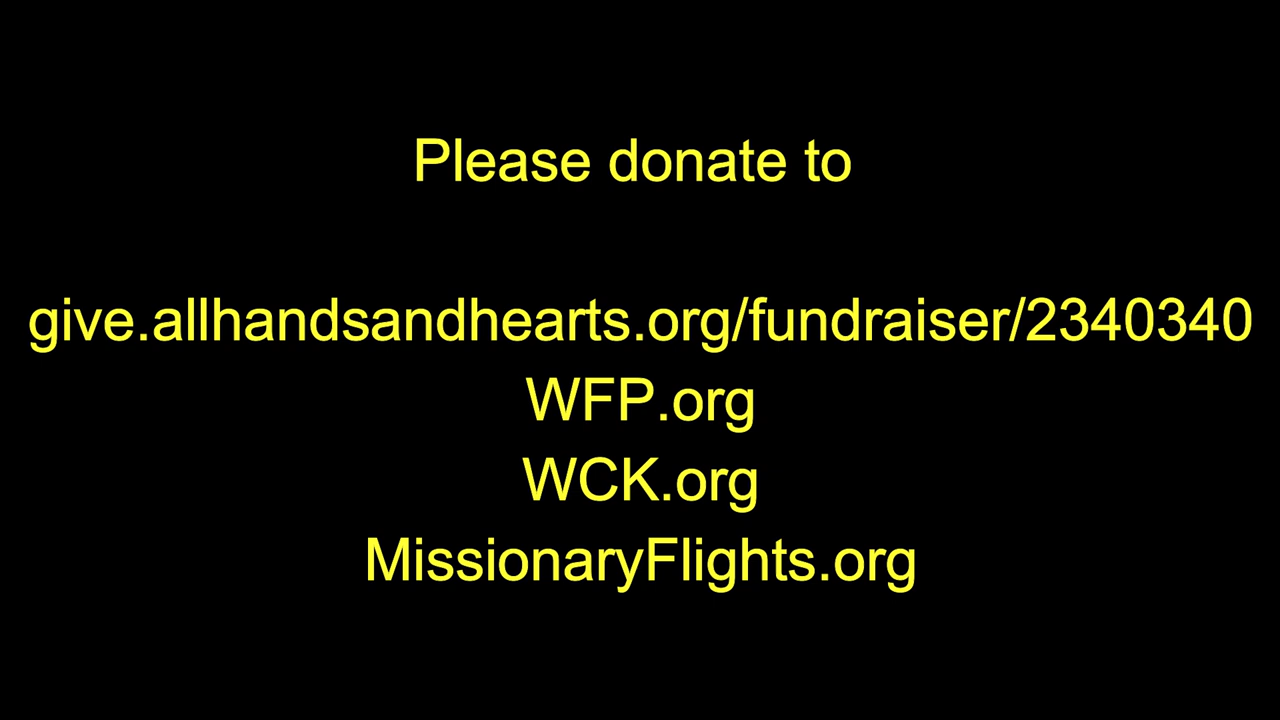 Please donate to
give.allhandsandhearts.org/fundraiser/2340340
WFP.org
WCK.org
MissionaryFlights.org